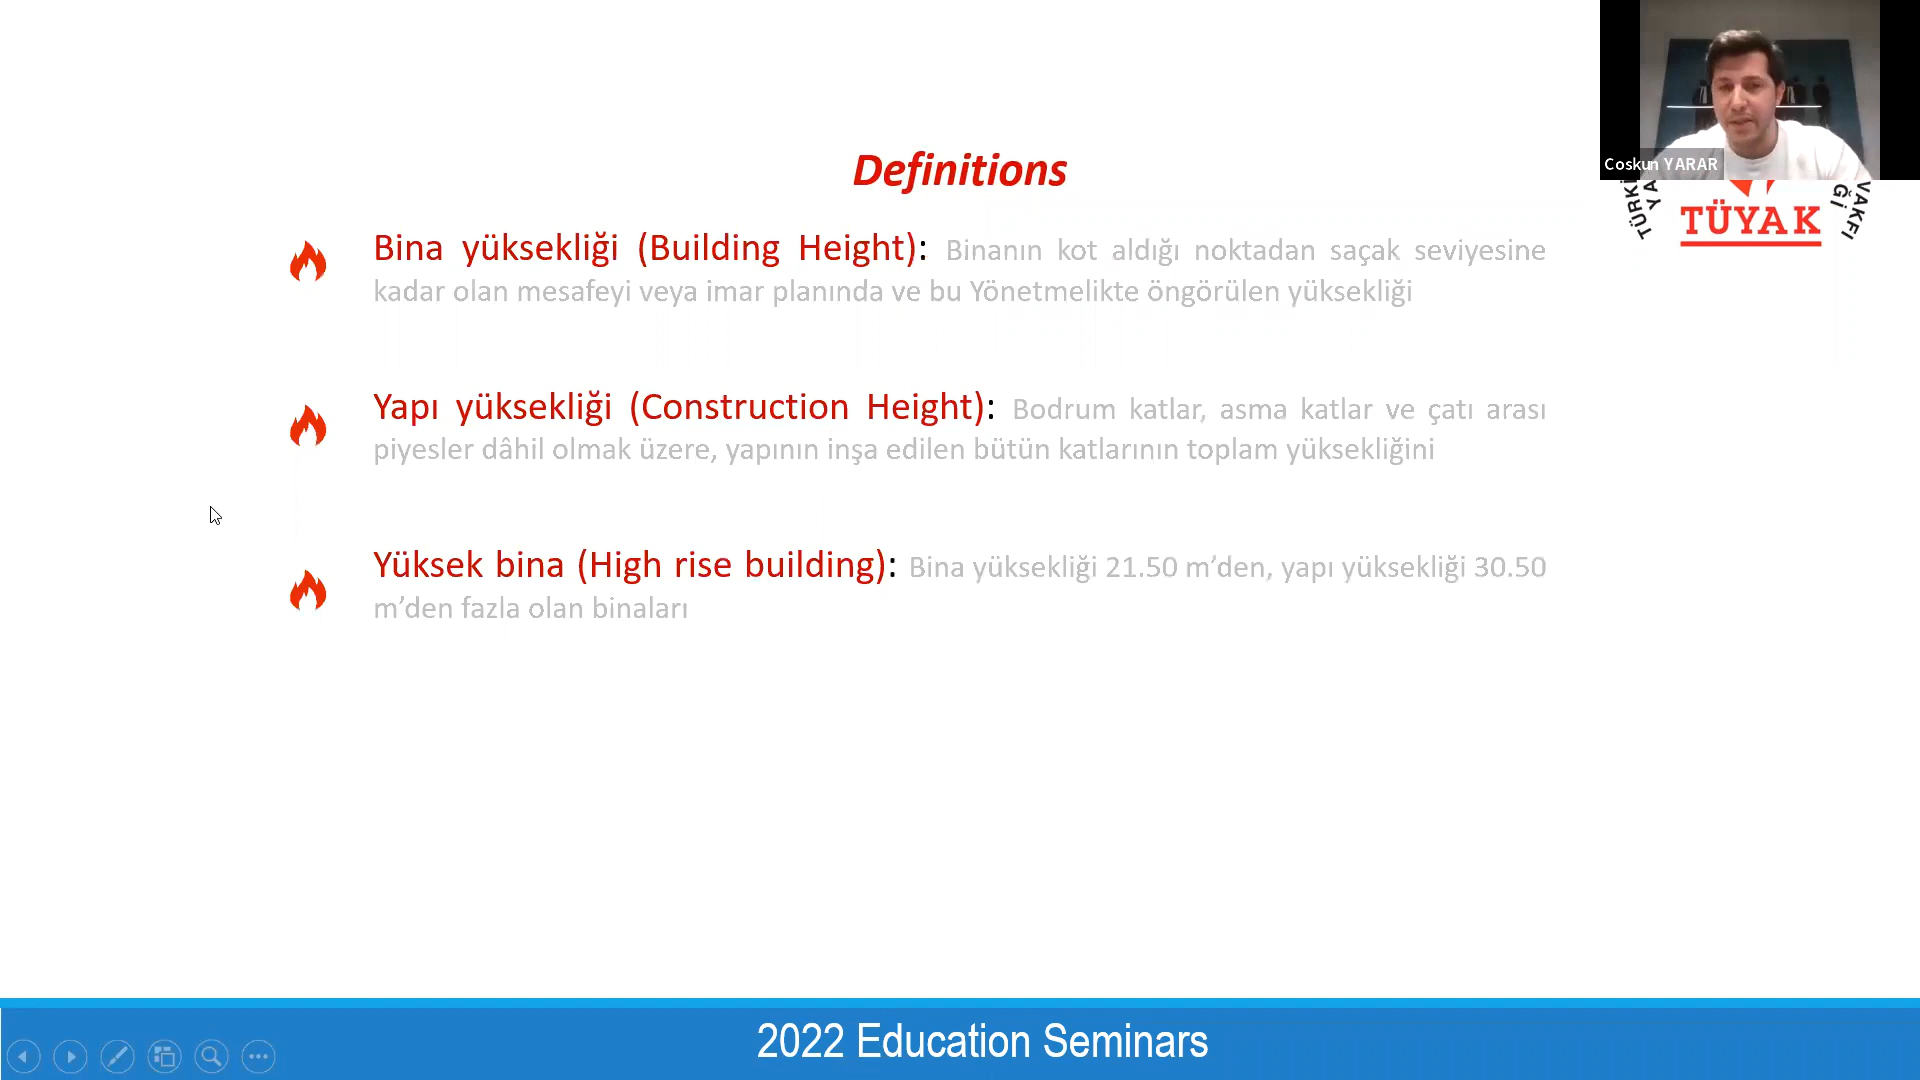 Coskun YARAR
Definitions
TÜYAK
VAKFI
Bina yüksekliği (Building Height): Binanın kot aldığı noktadan saçak seviyesine
kadar olan mesafeyi veya imar planında ve bu Yönetmelikte öngörülen yüksekliği
Yapı yüksekliği (Construction Height): Bodrum katlar, asma katlar ve çatı arası
piyesler dâhil olmak üzere, yapının inşa edilen bütün katlarının toplam yüksekliğini
Yüksek bina (High rise building): Bina yüksekliği 21.50 m’den, yapı yüksekliği 30.50
m’den fazla olan binaları
2022 Education Seminars